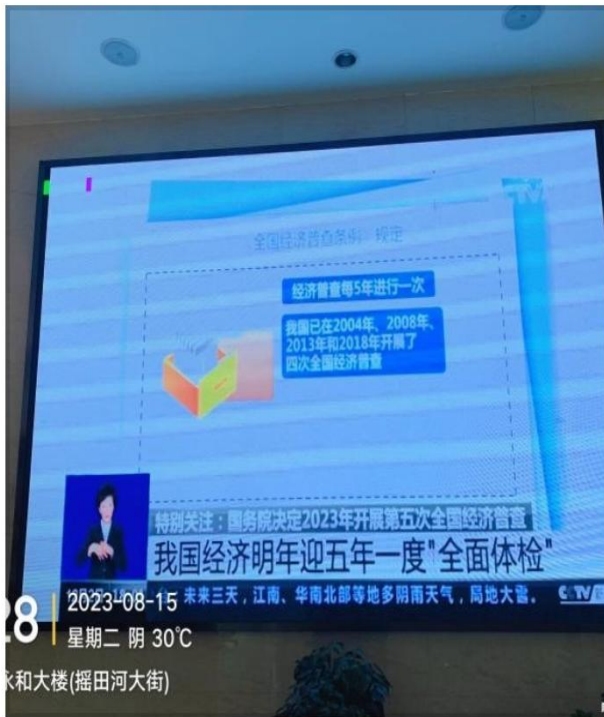 全国经济普查条例》规定
经济普查每5年进行一次
我国已在2004年、2008年、
2013年和2018年开展了
四次全国经济普查
特别关注：国务院决定2023年开展第五次全国经济普查
我国经济明年迎五年一度"全面体检"
未来三天，江南、华南北部等地多阴雨天气，局地大雹。
CCTV
28
2023-08-15
星期二 阴 30℃
永和大楼(摇田河大街)